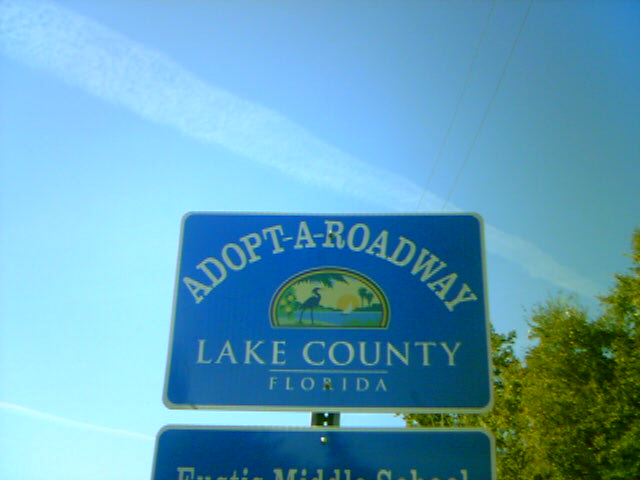 ADOPT-A-ROADWAY
LAKE COUNTY
FLORIDA
Eustis Middle School